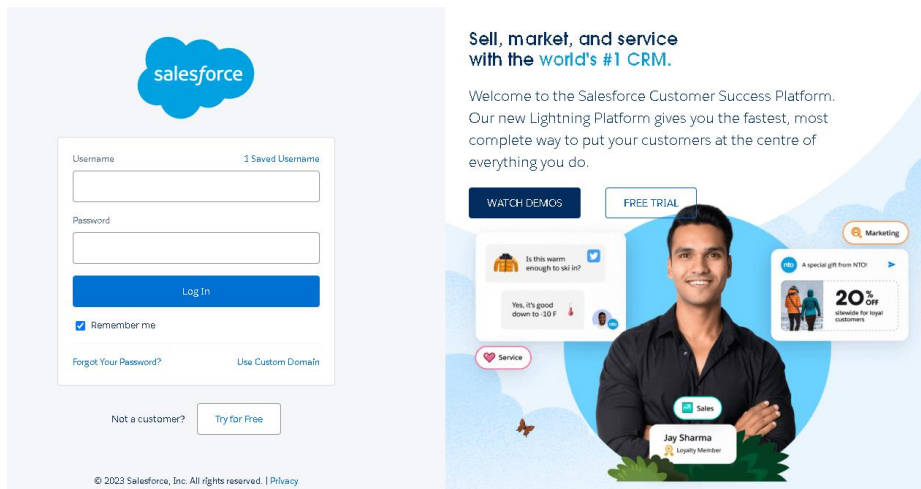 salesforce
Username
1 Saved Username
Password
Log In
Remember me
Forgot Your Password?
Use Custom Domain
Not a customer?
Try for Free
© 2023 Salesforce, Inc. All rights reserved. | Privacy
Sell, market, and service
with the world's #1 CRM.
Welcome to the Salesforce Customer Success Platform.
Our new Lightning Platform gives you the fastest, most
complete way to put your customers at the centre of
everything you do.
WATCH DEMOS
FREE TRIAL
Is this warm
enough to ski in?
Yes, it's good
down to -10 F
nto
Service
Marketing
nto
A special gift from NTO!
20% OFF
sitewide for loyal
customers
Sales
Jay Sharma
Loyalty Member